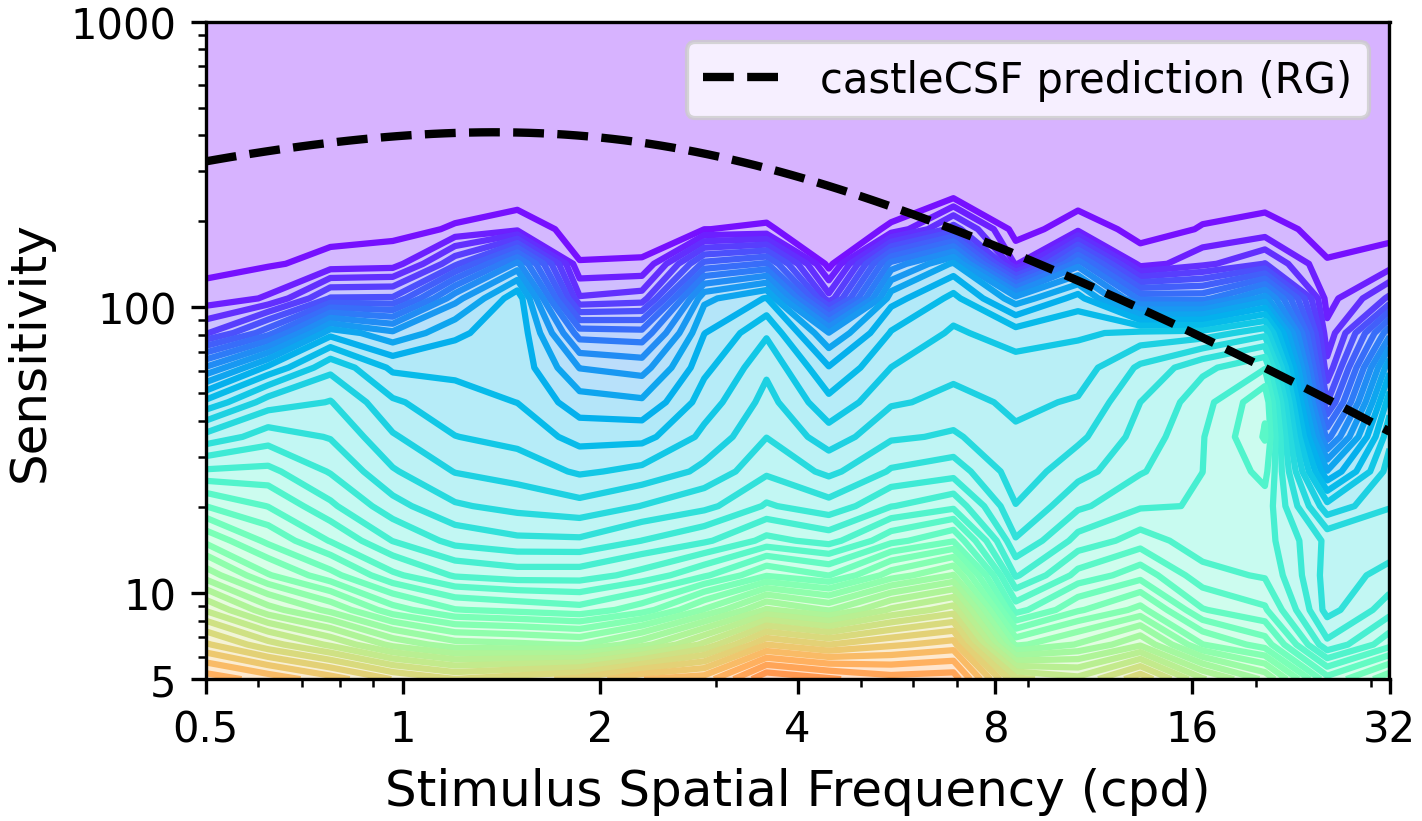 1000
castleCSF prediction (RG)
100
10
5
Sensitivity
0.5 1 2 4 8 16 32
Stimulus Spatial Frequency (cpd)